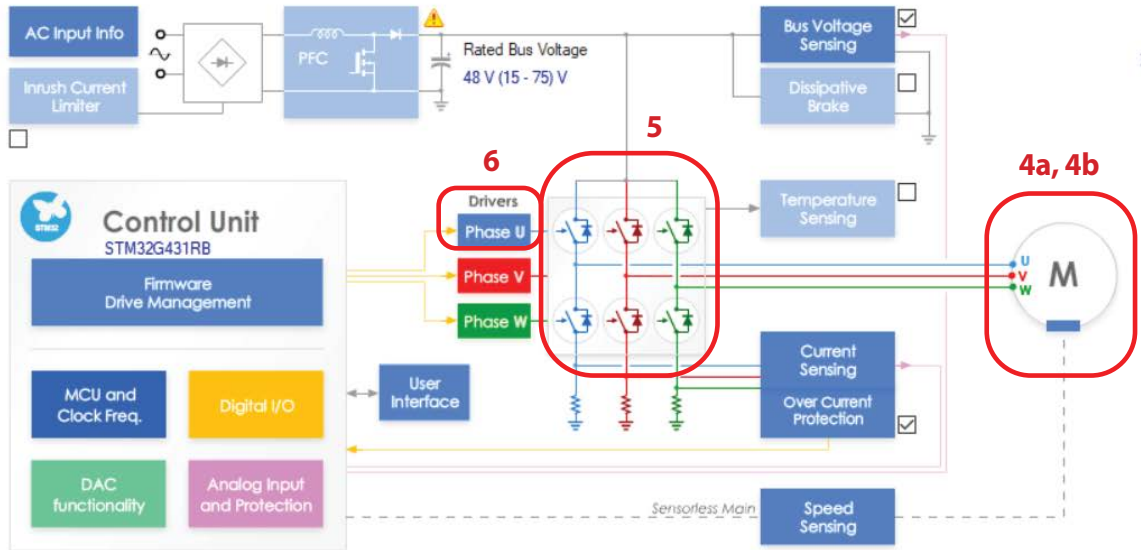 AC Input Info
Inrush Current
Limiter
PFC
Rated Bus Voltage
48 V (15 - 75) V
Bus Voltage
Sensing
Dissipative
Brake
5
6
4a, 4b
Drivers
Phase U
Phase V
Phase W
Temperature
Sensing
U
V
W
M
STM32
Control Unit
STM32G431RB
Firmware
Drive Management
MCU and
Clock Freq.
Digital I/O
DAC
functionality
Analog Input
and Protection
User
Interface
Current
Sensing
Over Current
Protection
Sensorless Main
Speed
Sensing